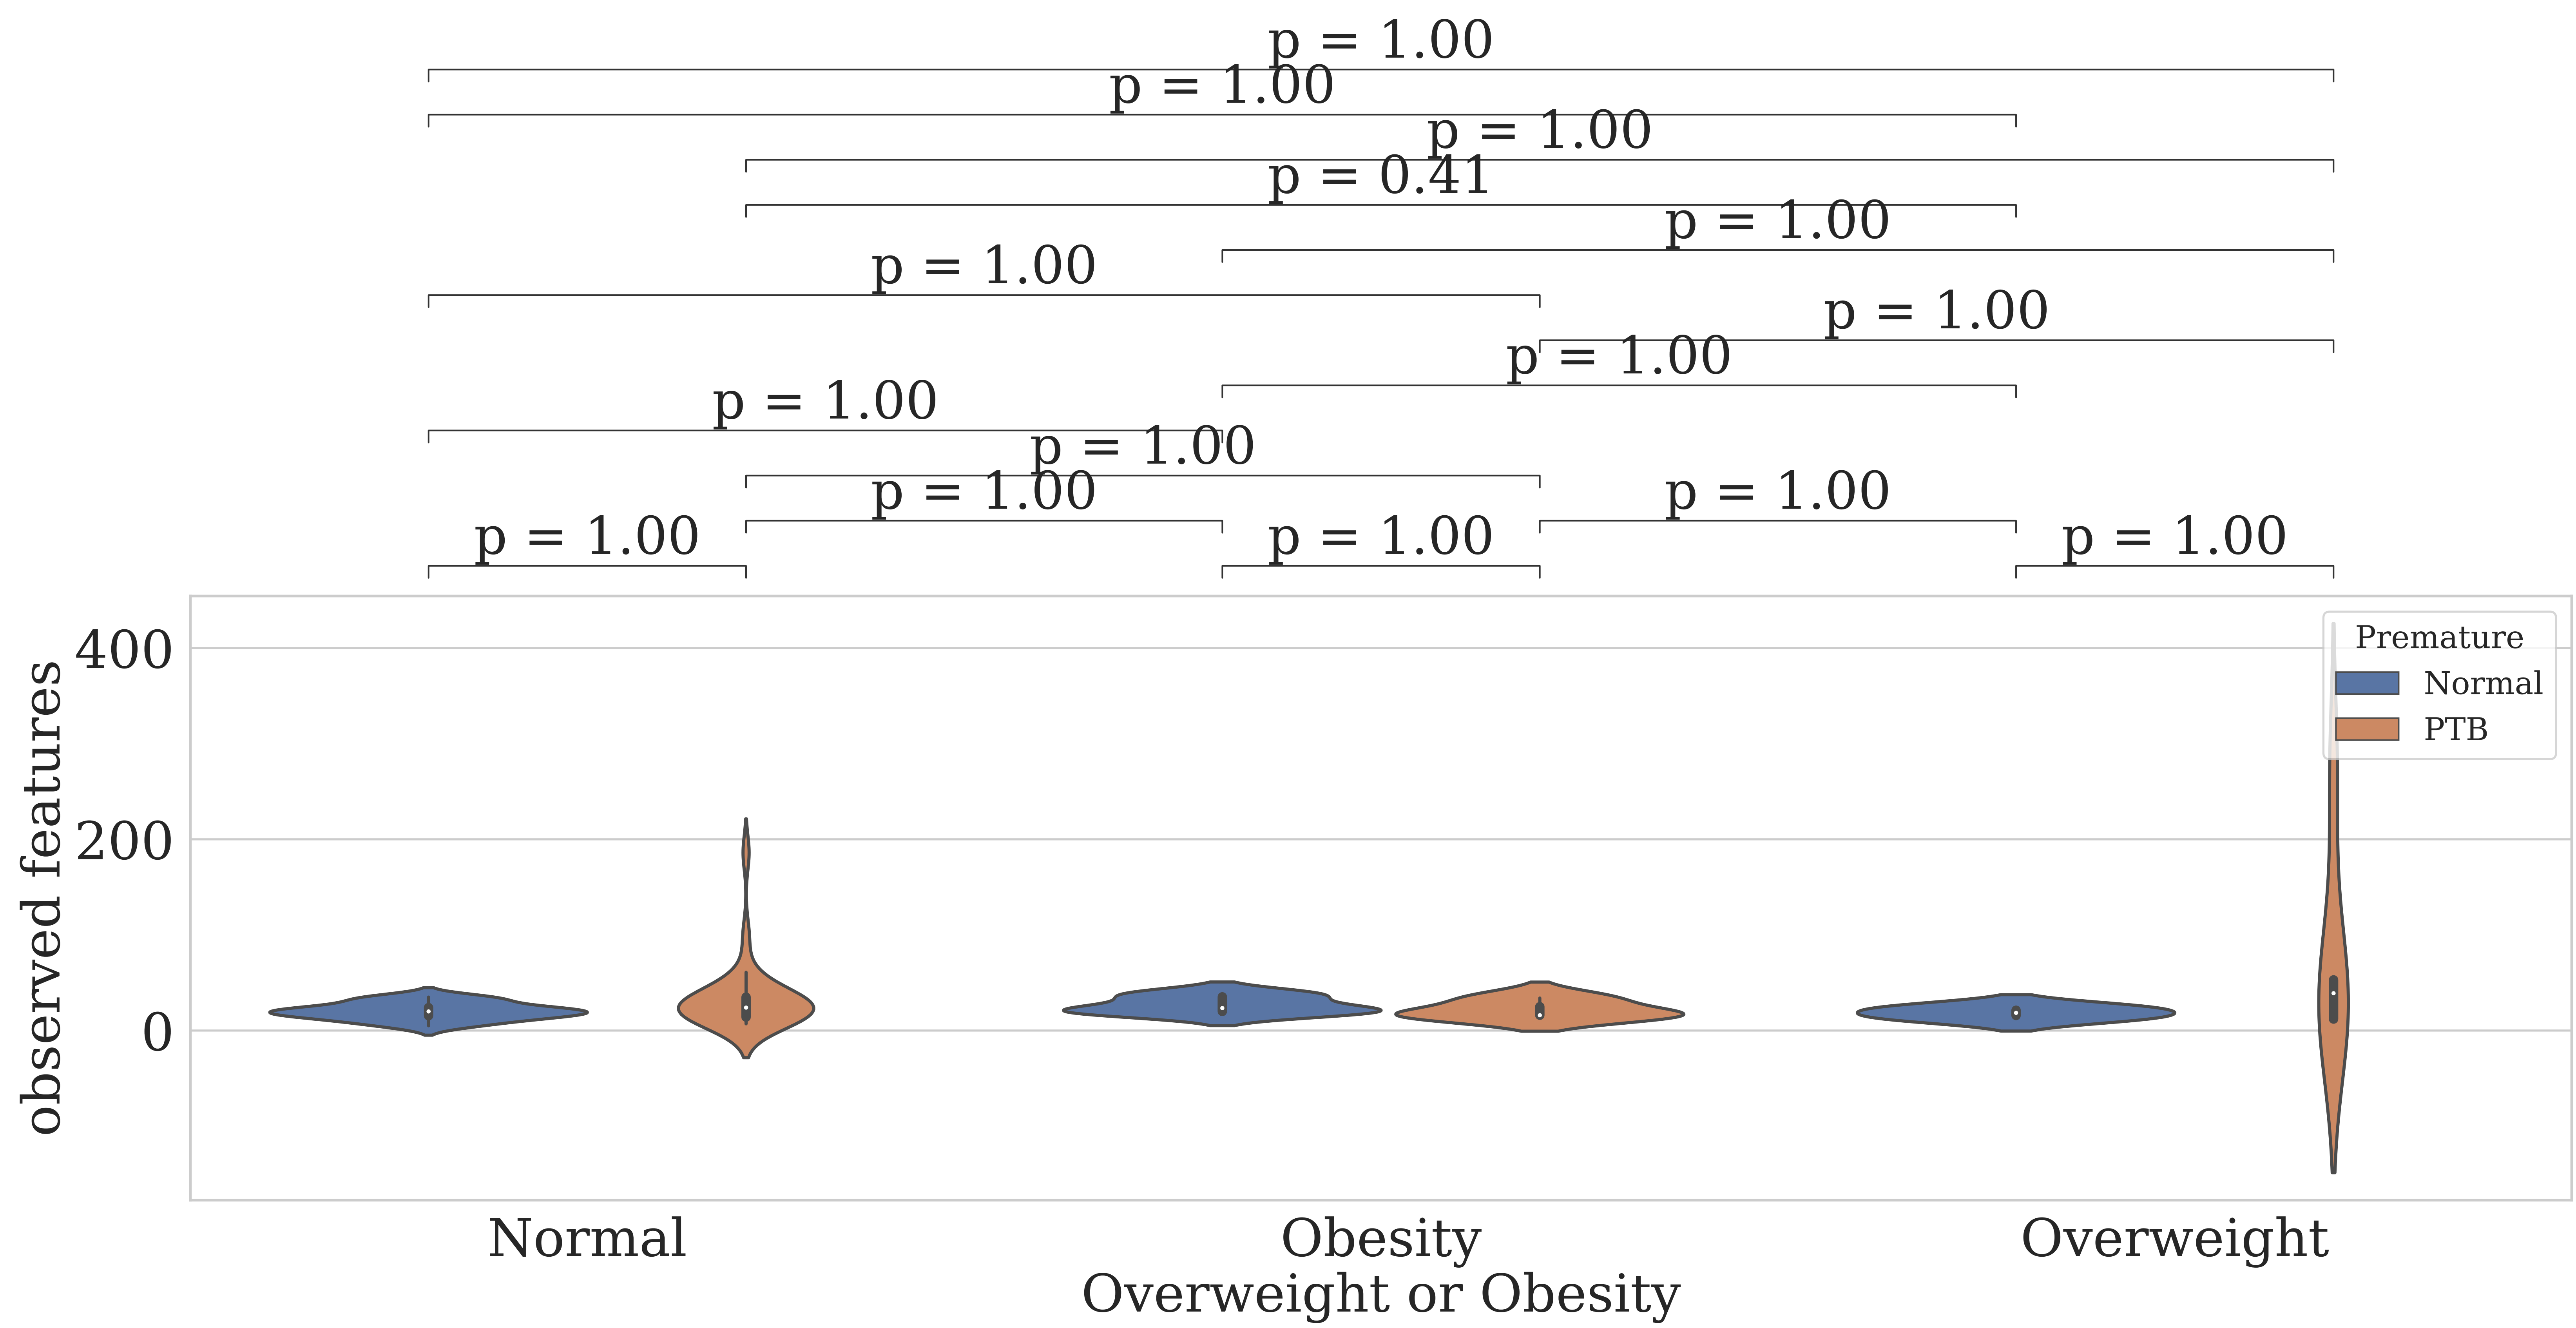 p = 1.00
p = 1.00
p = 1.00
p = 0.41
p = 1.00
p = 1.00
p = 1.00
p = 1.00
p = 1.00
p = 1.00
p = 1.00 p = 1.00
p = 1.00 p = 1.00 p = 1.00
observed features
400
200
0
Premature
Normal
PTB
Normal Obesity Overweight
Overweight or Obesity